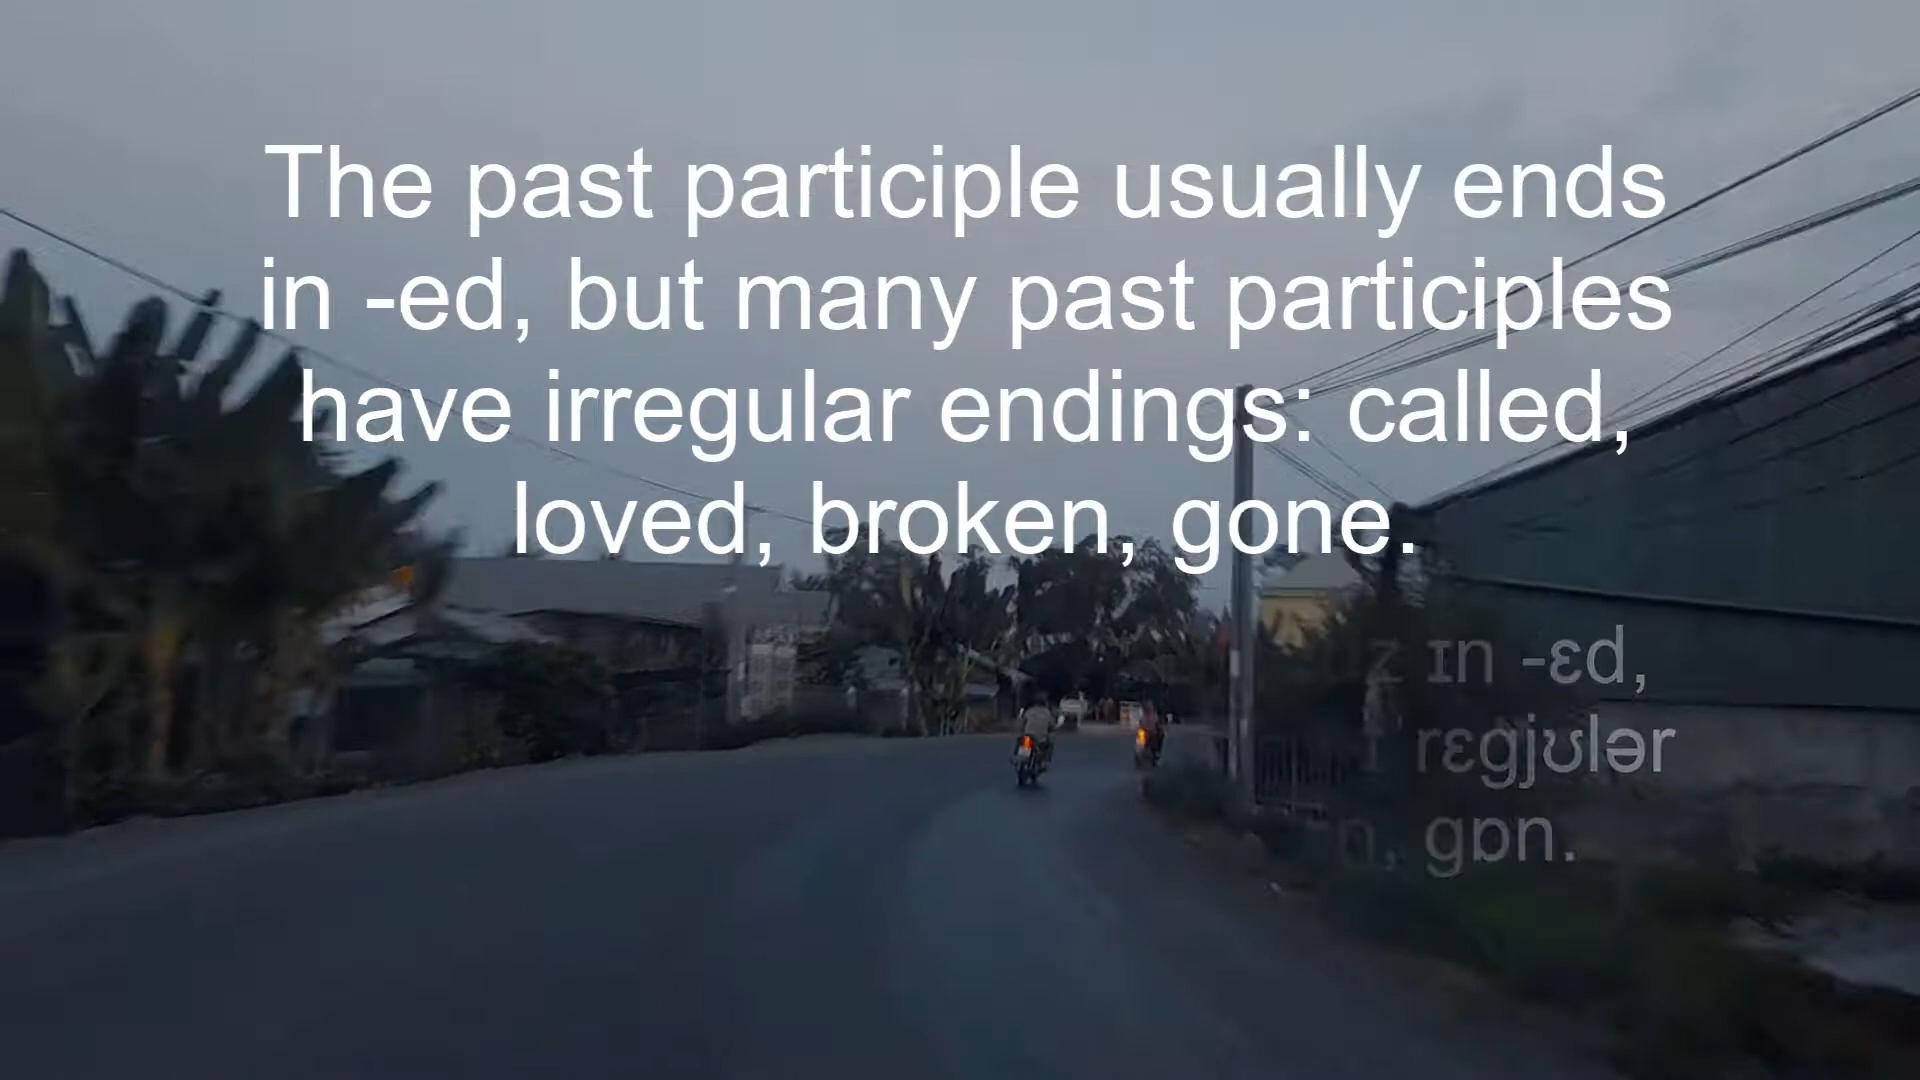 The past participle usually ends
in -ed, but many past participles
have irregular endings: called,
loved, broken, gone.
ɪn -ɛd,
rɛgjʊlər
gɒn.